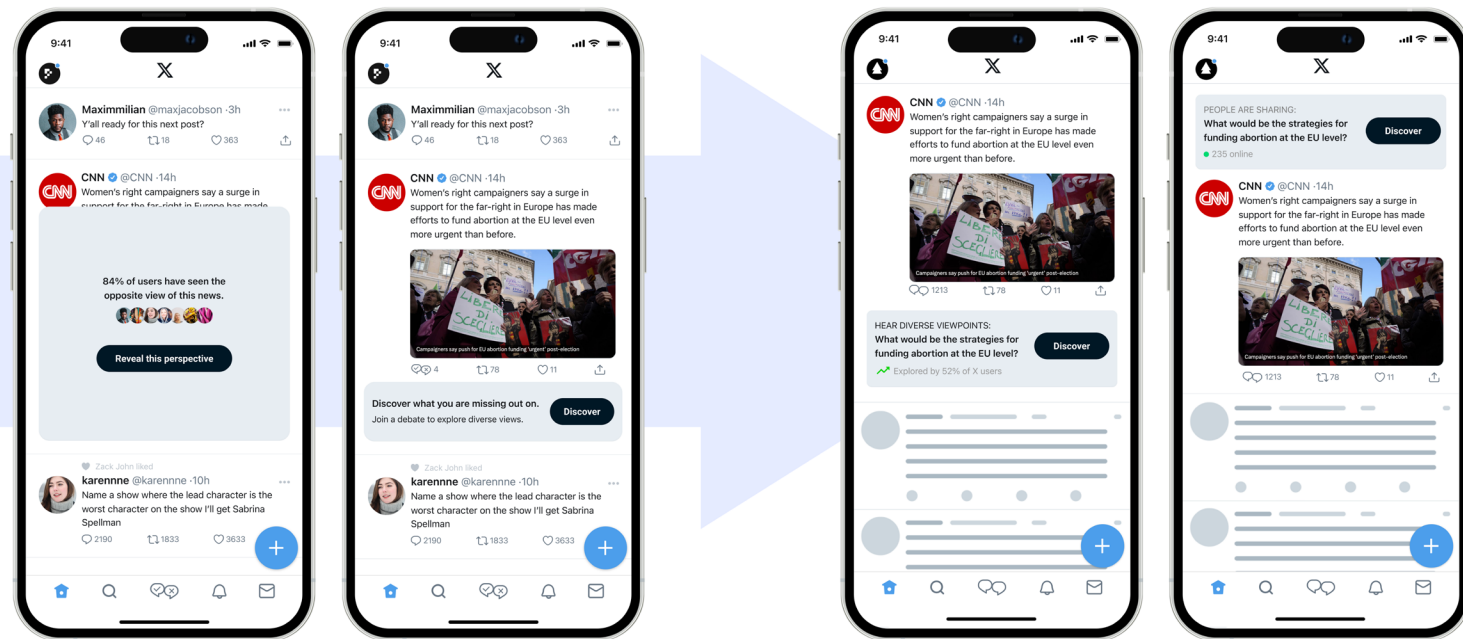 9:41
X
Maximmilian @maxjacobson ·3h
Y'all ready for this next post?
46 18 363
CNN @CNN ·14h
CNN
Women's right campaigners say a surge in
support for the far-right in Europe has made
84% of users have seen the
opposite view of this news.
Reveal this perspective
Zack John liked
karennne @karennne ·10h
Name a show where the lead character is the
worst character on the show I'll get Sabrina
Spellman
2190 1833 3633
9:41
X
Maximmilian @maxjacobson ·3h
Y'all ready for this next post?
46 18 363
CNN @CNN ·14h
CNN
Women's right campaigners say a surge in
support for the far-right in Europe has made
efforts to fund abortion at the EU level even
more urgent than before.
CGIL
LIBERE
DI
SCEGLIERE
Campaigners say push for EU abortion funding 'urgent' post-election
4 78 11
Discover what you are missing out on.
Join a debate to explore diverse views.
Discover
Zack John liked
karennne @karennne ·10h
Name a show where the lead character is the
worst character on the show I'll get Sabrina
Spellman
2190 1833 3633
9:41
X
CNN @CNN ·14h
CNN
Women's right campaigners say a surge in
support for the far-right in Europe has made
efforts to fund abortion at the EU level even
more urgent than before.
LIBERE
DI
SCEGLIERE
Campaigners say push for EU abortion funding 'urgent' post-election
1213 78 11
HEAR DIVERSE VIEWPOINTS:
What would be the strategies for
funding abortion at the EU level?
Discover
Explored by 52% of X users
9:41
X
PEOPLE ARE SHARING:
What would be the strategies for
funding abortion at the EU level?
Discover
235 online
CNN @CNN ·14h
CNN
Women's right campaigners say a surge in
support for the far-right in Europe has made
efforts to fund abortion at the EU level even
more urgent than before.
LIBERE
DI
SCEGLIERE
Campaigners say push for EU abortion funding 'urgent' post-election
1213 78 11